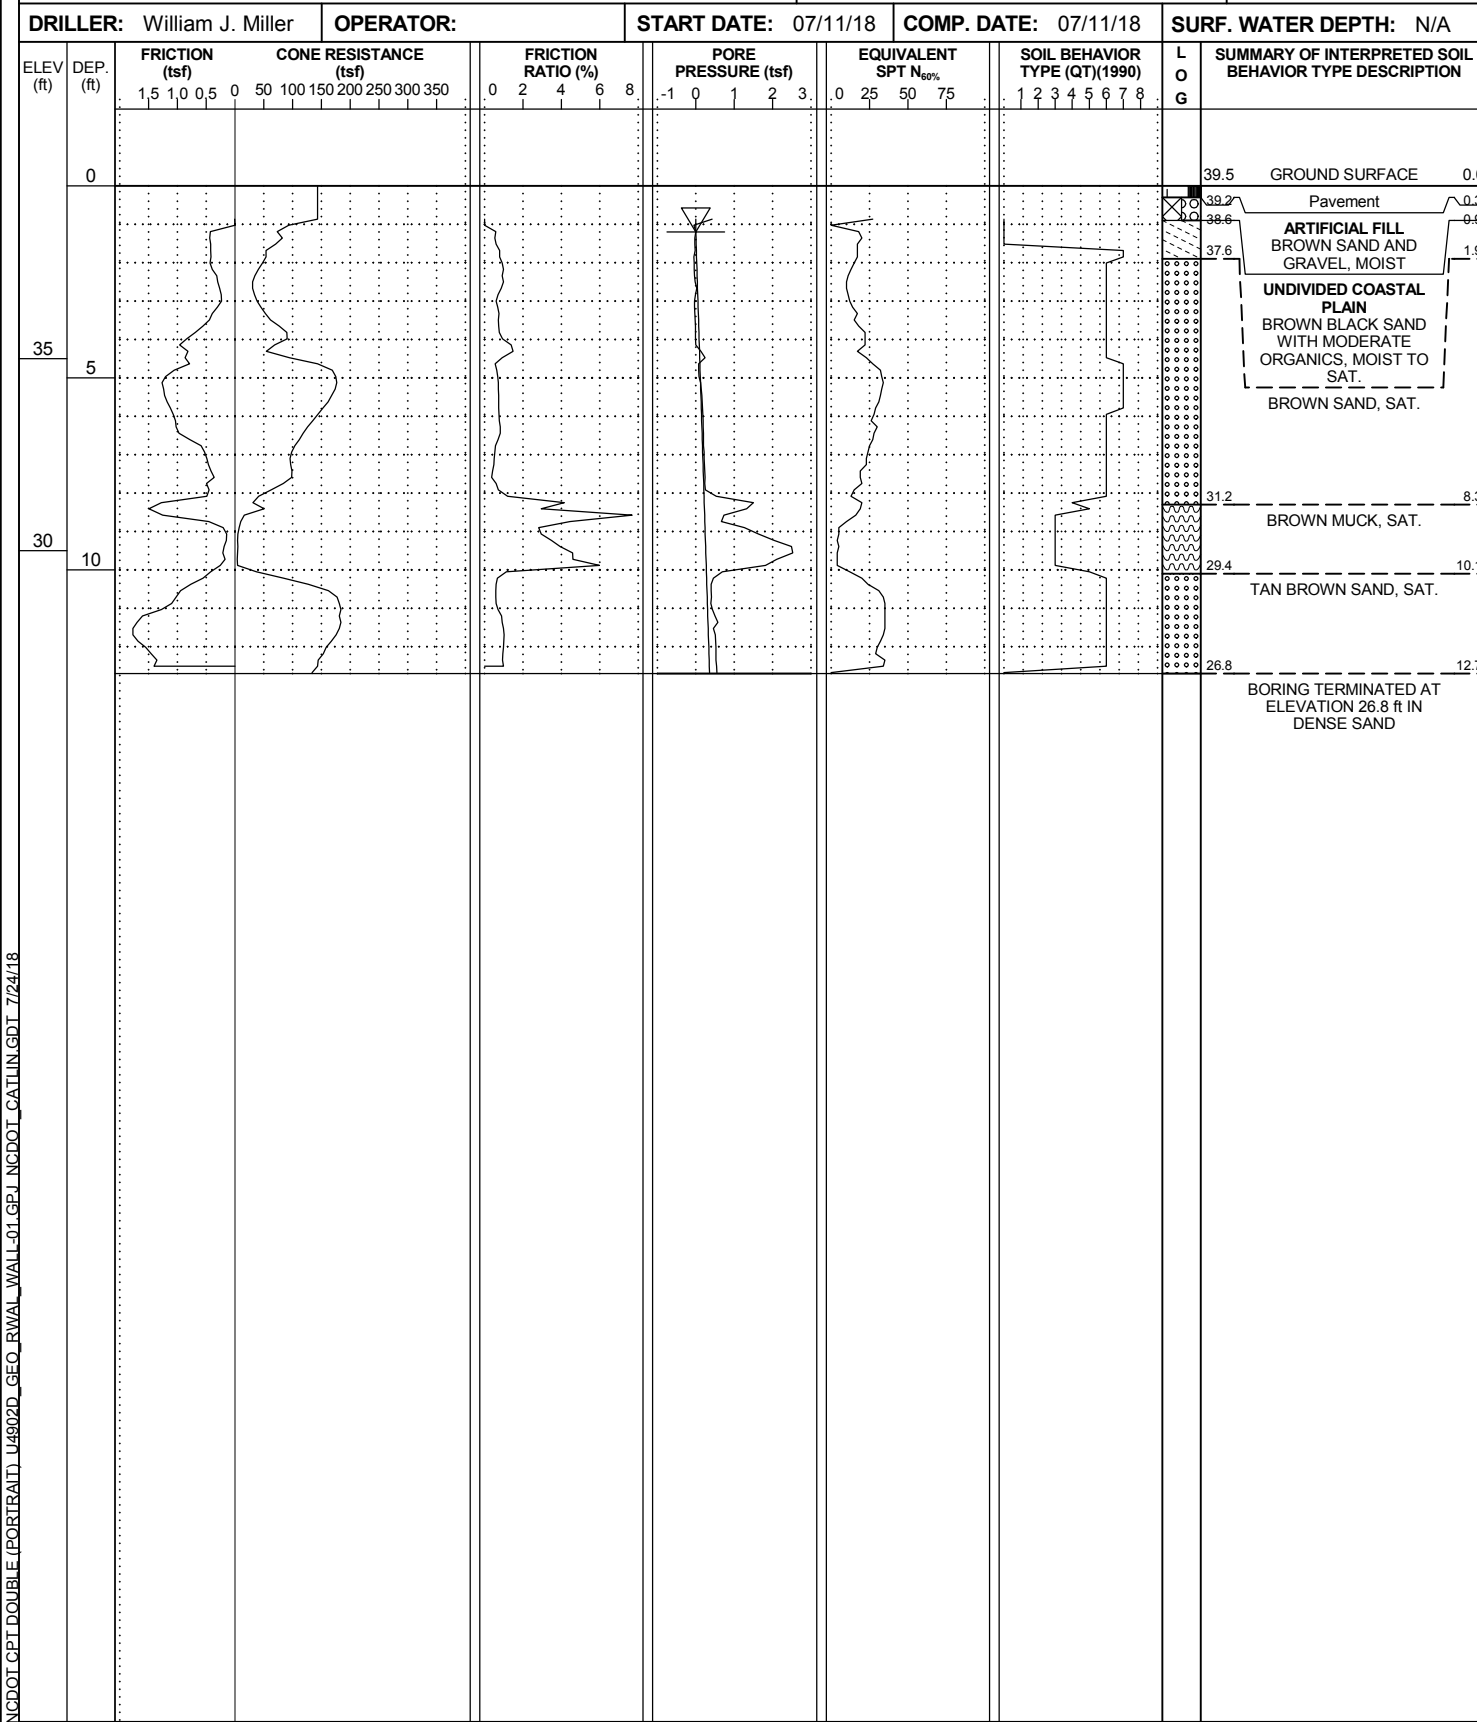 DRILLER: William J. Miller OPERATOR: START DATE: 07/11/18 COMP. DATE: 07/11/18 SURF. WATER DEPTH: N/A
ELEV (ft)
DEP. (ft)
FRICTION (tsf)
1.5 1.0 0.5 0
CONE RESISTANCE (tsf)
50 100 150 200 250 300 350
FRICTION RATIO (%)
0 2 4 6 8
PORE PRESSURE (tsf)
-1 0 1 2 3
EQUIVALENT SPT N60%
0 25 50 75
SOIL BEHAVIOR TYPE (QT)(1990)
1 2 3 4 5 6 7 8
L
O
G
SUMMARY OF INTERPRETED SOIL
BEHAVIOR TYPE DESCRIPTION
0
39.5 GROUND SURFACE
39.2 Pavement
38.6
ARTIFICIAL FILL
BROWN SAND AND
37.6
GRAVEL, MOIST
UNDIVIDED COASTAL
PLAIN
BROWN BLACK SAND
WITH MODERATE
35
ORGANICS, MOIST TO
5
SAT.
BROWN SAND, SAT.
31.2
BROWN MUCK, SAT.
30
10
29.4
TAN BROWN SAND, SAT.
26.8
BORING TERMINATED AT
ELEVATION 26.8 ft IN
DENSE SAND
NCDOT CPT DOUBLE (PORTRAIT) U4902D_GEO_RWAL_WALL-01.GPJ NCDOT_CATLIN.GDT 7/24/18